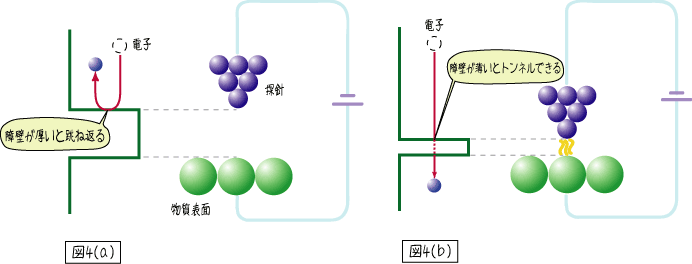 電子
探針
障壁が厚いと跳ね返る
物質表面
図4(a)
電子
障壁が薄いとトンネルできる
図4(b)